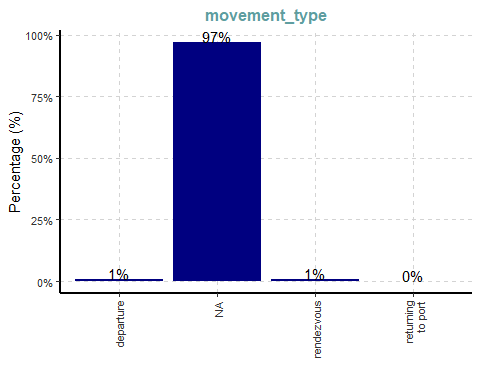 movement_type
Percentage (%)
100%
75%
50%
25%
0%
1%
97%
1%
0%
departure
NA
rendezvous
returning
to port